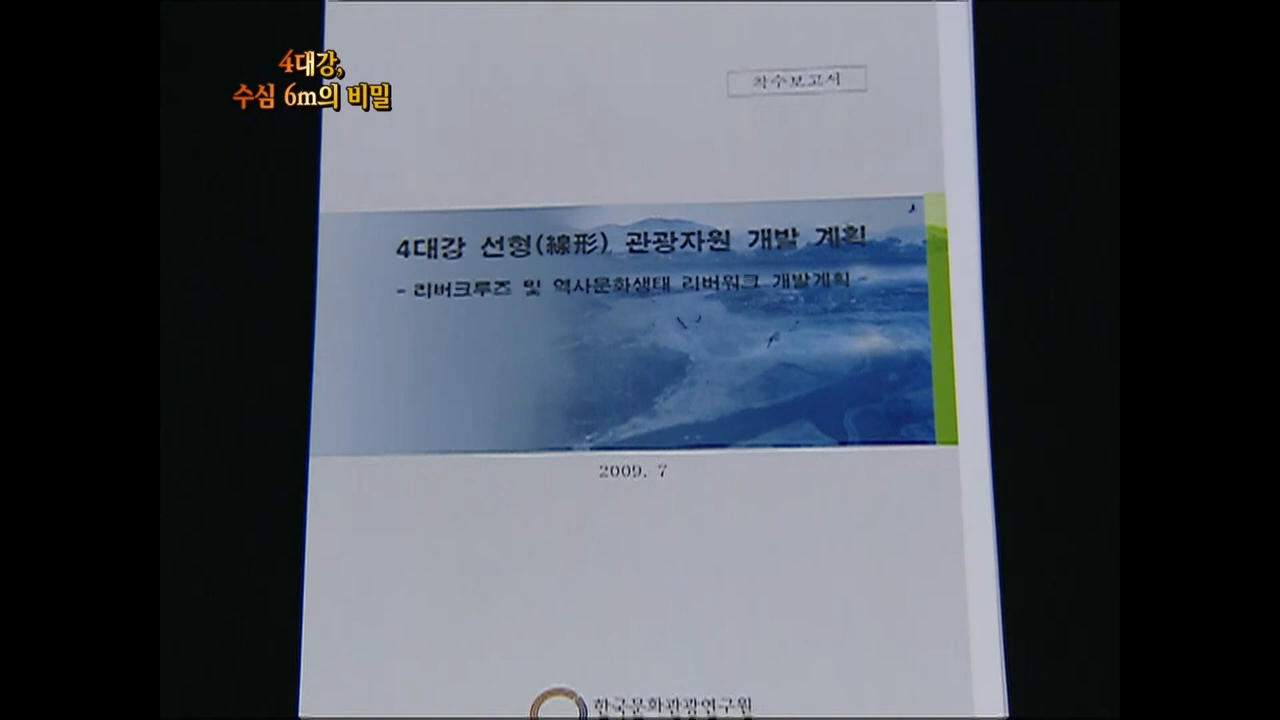 4대강,
수심 6m의 비밀
착수보고서
4대강 선형(線形) 관광자원 개발 계획
- 리버크루즈 및 역사문화생태 리버워크 개발계획 -
2009. 7
한국문화관광연구원